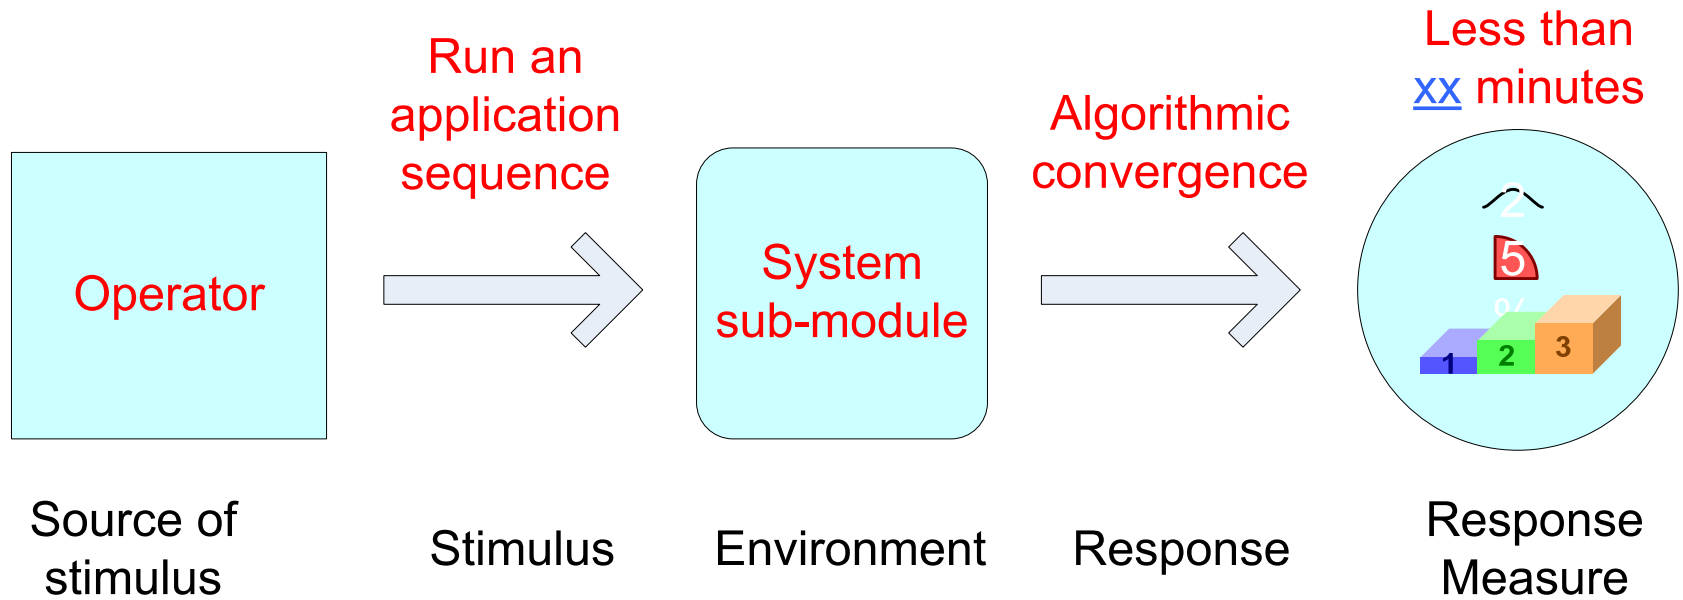 Operator
Source of
stimulus
Run an
application
sequence
Stimulus
System
sub-module
Environment
Algorithmic
convergence
Response
Less than
xx minutes
2
5
%
1
2
3
Response
Measure